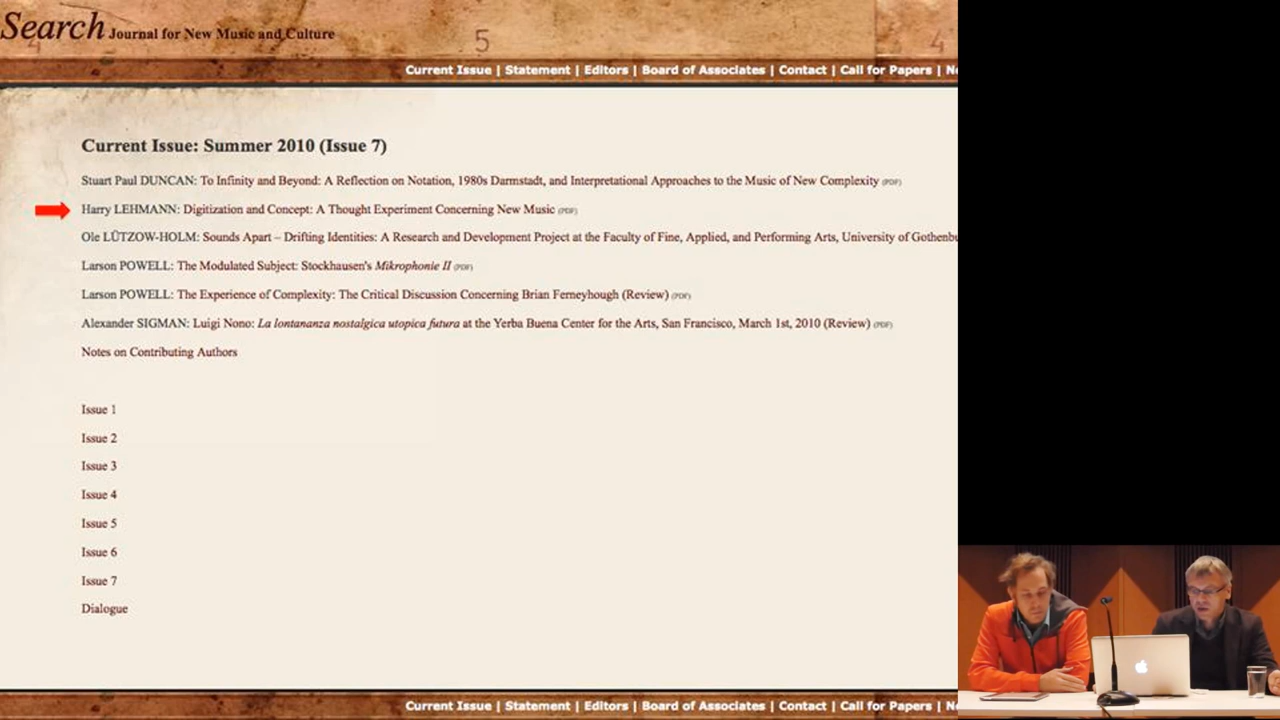 Search Journal for New Music and Culture
4 5 4
Current Issue | Statement | Editors | Board of Associates | Contact | Call for Papers |
Current Issue: Summer 2010 (Issue 7)
Stuart Paul DUNCAN: To Infinity and Beyond: A Reflection on Notation, 1980s Darmstadt, and Interpretational Approaches to the Music of New Complexity (PDF)
Harry LEHMANN: Digitization and Concept: A Thought Experiment Concerning New Music (PDF)
Ole LÜTZOW-HOLM: Sounds Apart – Drifting Identities: A Research and Development Project at the Faculty of Fine, Applied, and Performing Arts, University of Gothenbu
Larson POWELL: The Modulated Subject: Stockhausen's Mikrophonie II (PDF)
Larson POWELL: The Experience of Complexity: The Critical Discussion Concerning Brian Ferneyhough (Review) (PDF)
Alexander SIGMAN: Luigi Nono: La lontananza nostalgica utopica futura at the Yerba Buena Center for the Arts, San Francisco, March 1st, 2010 (Review) (PDF)
Notes on Contributing Authors
Issue 1
Issue 2
Issue 3
Issue 4
Issue 5
Issue 6
Issue 7
Dialogue
Current Issue | Statement | Editors | Board of Associates | Contact | Call for Papers |